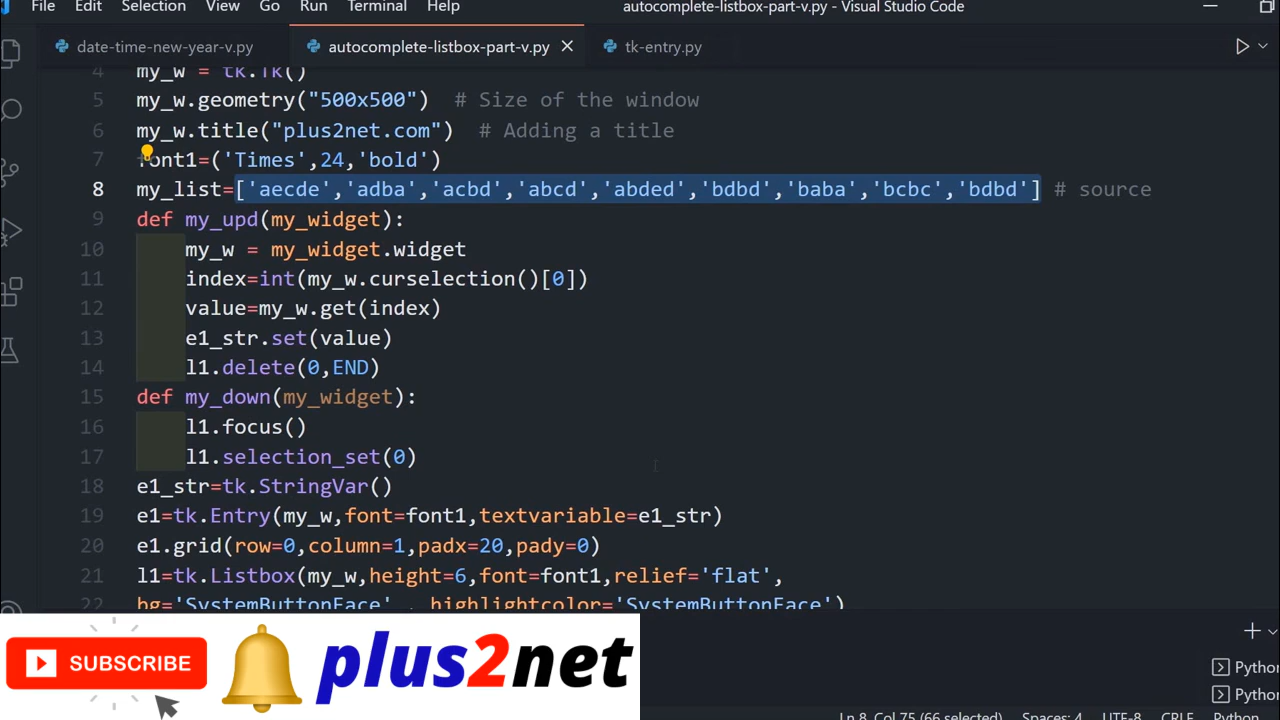 File Edit Selection View Go Run Terminal Help autocomplete-listbox-part-v.py - Visual Studio Code
date-time-new-year-v.py autocomplete-listbox-part-v.py tk-entry.py
4 my_w = tk.Tk()
5 my_w.geometry("500x500") # Size of the window
6 my_w.title("plus2net.com") # Adding a title
7 font1=('Times',24,'bold')
8 my_list=['aecde','adba','acbd','abcd','abded','bdbd','baba','bcbc','bdbd'] # source
9 def my_upd(my_widget):
10 my_w = my_widget.widget
11 index=int(my_w.curselection()[0])
12 value=my_w.get(index)
13 e1_str.set(value)
14 l1.delete(0,END)
15 def my_down(my_widget):
16 l1.focus()
17 l1.selection_set(0)
18 e1_str=tk.StringVar()
19 e1=tk.Entry(my_w,font=font1,textvariable=e1_str)
20 e1.grid(row=0,column=1,padx=20,pady=0)
21 l1=tk.Listbox(my_w,height=6,font=font1,relief='flat',
22 bg='SystemButtonFace' , highlightcolor='SystemButtonFace')
SUBSCRIBE plus2net
Python
Python
Ln 8, Col 75 (66 selected) Spaces: 4 UTF-8 CRLF Python